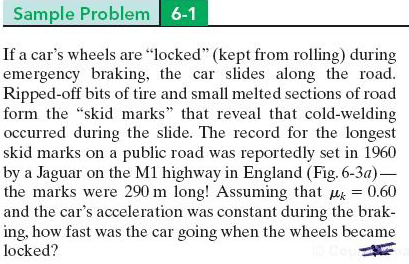 Sample Problem 6-1
If a car's wheels are "locked" (kept from rolling) during
emergency braking, the car slides along the road.
Ripped-off bits of tire and small melted sections of road
form the "skid marks" that reveal that cold-welding
occurred during the slide. The record for the longest
skid marks on a public road was reportedly set in 1960
by a Jaguar on the M1 highway in England (Fig. 6-3a)—
the marks were 290 m long! Assuming that μk = 0.60
and the car's acceleration was constant during the brak-
ing, how fast was the car going when the wheels became
locked?